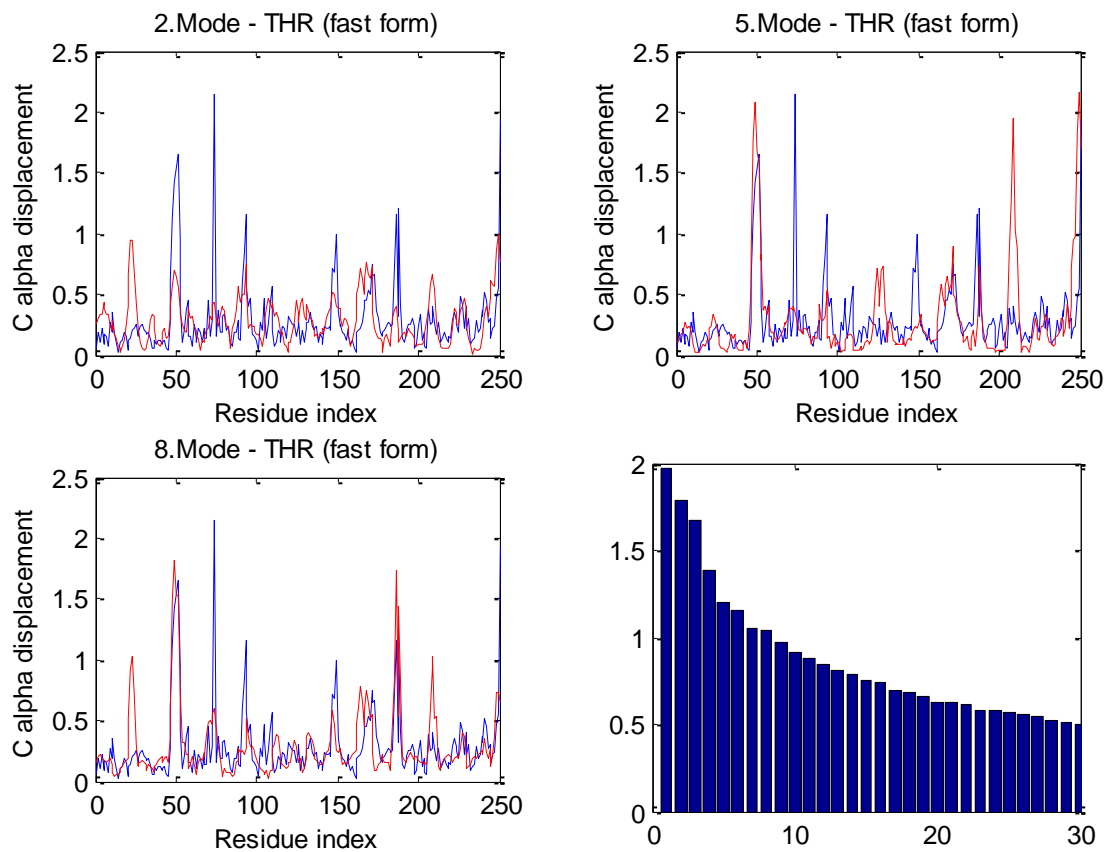 2.Mode - THR (fast form)
2.5
2
1.5
1
0.5
0
C alpha displacement
0 50 100 150 200 250
Residue index
5.Mode - THR (fast form)
2.5
2
1.5
1
0.5
0
C alpha displacement
0 50 100 150 200 250
Residue index
8.Mode - THR (fast form)
2.5
2
1.5
1
0.5
0
C alpha displacement
0 50 100 150 200 250
Residue index
2
1.5
1
0.5
0
0 10 20 30